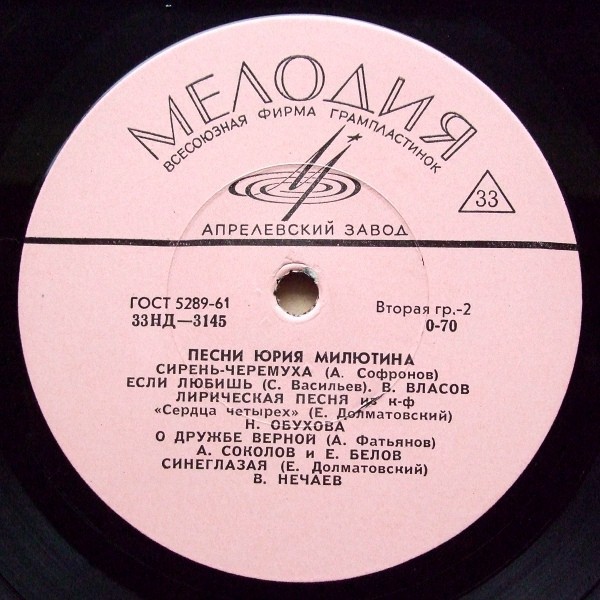 МЕЛОДИЯ
ВСЕСОЮЗНАЯ ФИРМА ГРАМПЛАСТИНОК
33
АПРЕЛЕВСКИЙ ЗАВОД
ГОСТ 5289-61
Вторая гр.-2
33НД—3145
0-70
ПЕСНИ ЮРИЯ МИЛЮТИНА
СИРЕНЬ-ЧЕРЕМУХА (А. Софронов)
ЕСЛИ ЛЮБИШЬ (С. Васильев). В. ВЛАСОВ
ЛИРИЧЕСКАЯ ПЕСНЯ из к-ф
«Сердца четырех» (Е. Долматовский)
Н. ОБУХОВА
О ДРУЖБЕ ВЕРНОЙ (А. Фатьянов)
А. СОКОЛОВ и Е. БЕЛОВ
СИНЕГЛАЗАЯ (Е. Долматовский)
В. НЕЧАЕВ